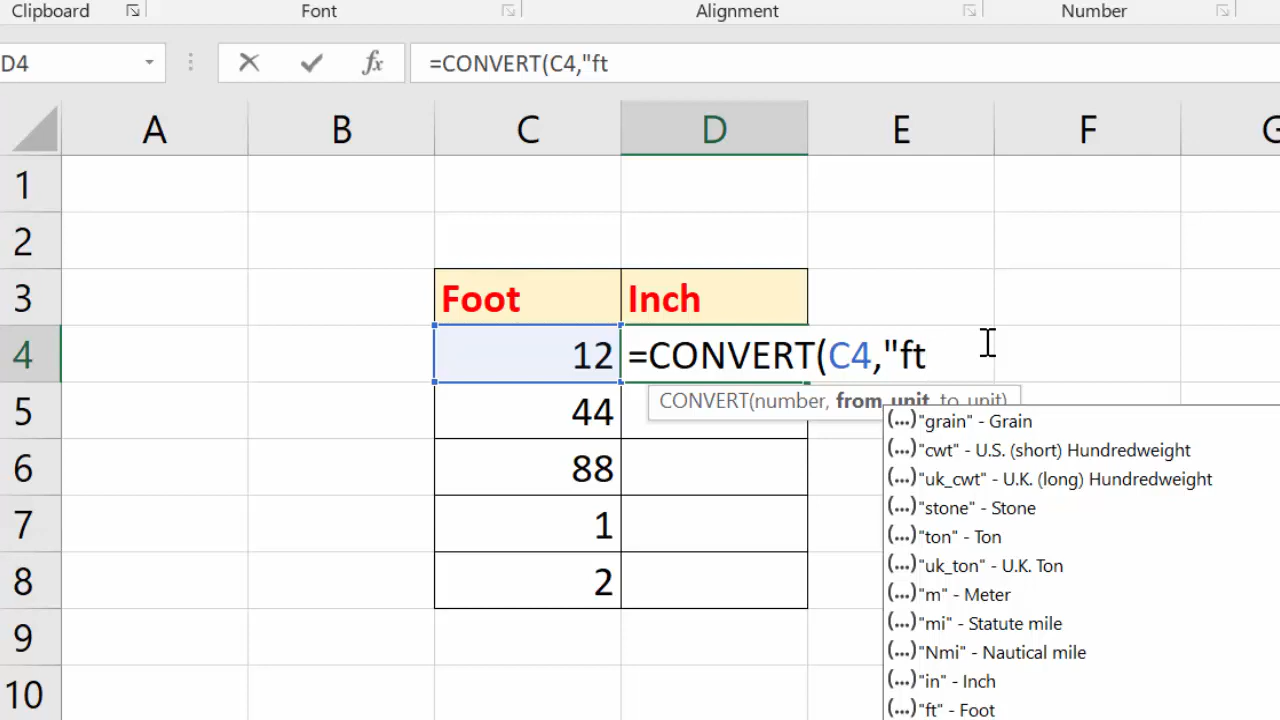 Clipboard Font Alignment Number
D4 fx =CONVERT(C4,"ft
A B C D E F G
1
2
3 Foot Inch
4 12 =CONVERT(C4,"ft
CONVERT(number, from_unit, to_unit)
5 44
"grain" - Grain
"cwt" - U.S. (short) Hundredweight
6 88
"uk_cwt" - U.K. (long) Hundredweight
"stone" - Stone
7 1
"ton" - Ton
"uk_ton" - U.K. Ton
8 2
"m" - Meter
"mi" - Statute mile
9
"Nmi" - Nautical mile
"in" - Inch
10
"ft" - Foot